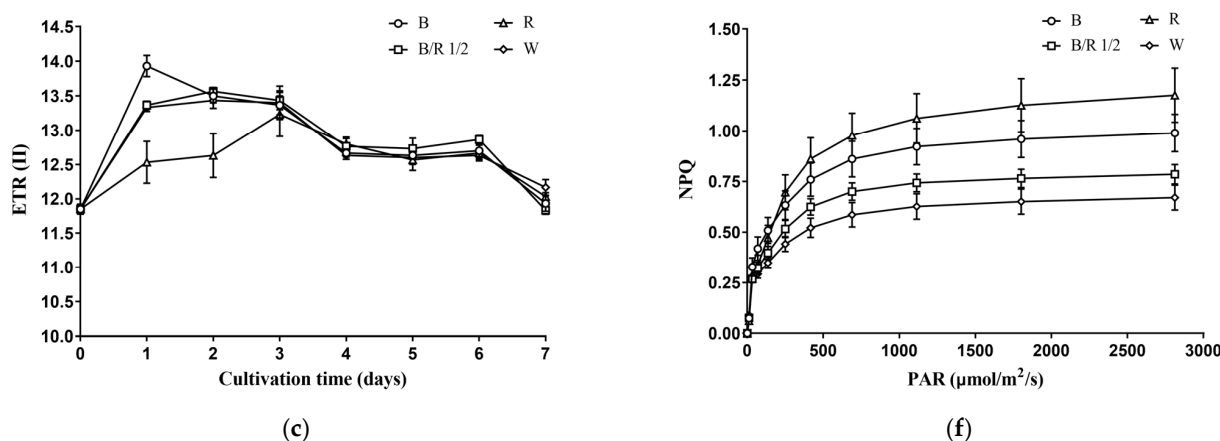 14.5
14.0
13.5
13.0
12.5
12.0
11.5
11.0
10.5
10.0
ETR (II)
0 1 2 3 4 5 6 7
Cultivation time (days)
B R
B/R 1/2 W
(c)
1.50
1.25
1.00
0.75
0.50
0.25
0.00
NPQ
0 500 1000 1500 2000 2500 3000
PAR (μmol/m²/s)
B R
B/R 1/2 W
(f)